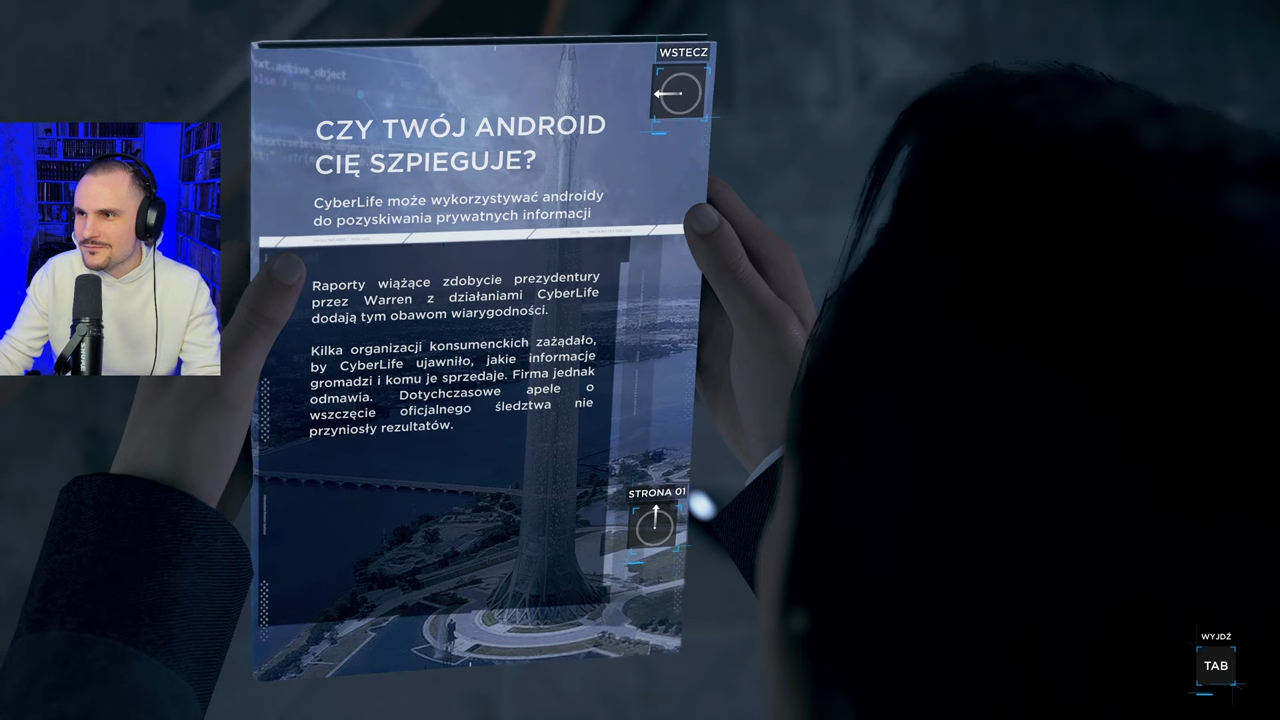 WSTECZ
CZY TWÓJ ANDROID
CIĘ SZPIEGUJE?
CyberLife może wykorzystywać androidy
do pozyskiwania prywatnych informacji
Raporty wiążące zdobycie prezydentury
przez Warren z działaniami CyberLife
dodają tym obawom wiarygodności.
Kilka organizacji konsumenckich zażądało,
by CyberLife ujawniło, jakie informacje
gromadzi i komu je sprzedaje. Firma jednak
odmawia. Dotychczasowe apele o
wszczęcie oficjalnego śledztwa nie
przyniosły rezultatów.
STRONA 01
WYJDŹ
TAB